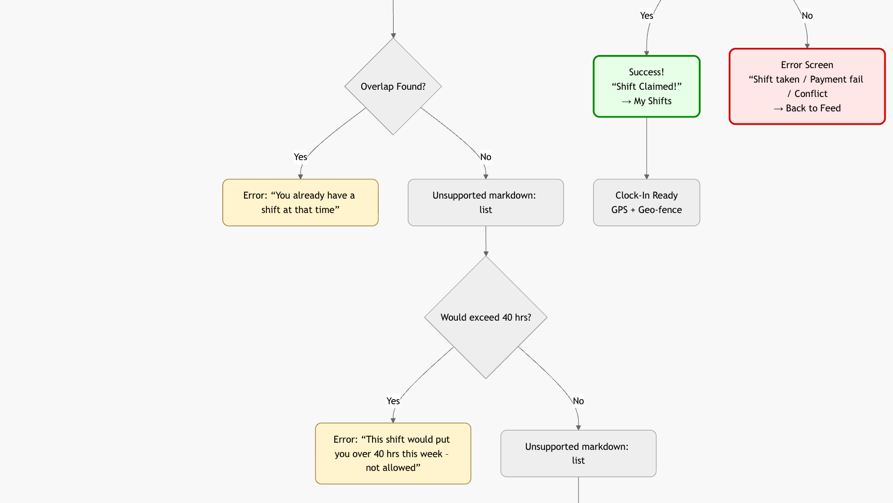 Yes
No
Success!
“Shift Claimed!”
→ My Shifts
Error Screen
“Shift taken / Payment fail
/ Conflict
→ Back to Feed
Overlap Found?
Yes
No
Error: “You already have a
shift at that time”
Unsupported markdown:
list
Clock-In Ready
GPS + Geo-fence
Would exceed 40 hrs?
Yes
No
Error: “This shift would put
you over 40 hrs this week -
not allowed”
Unsupported markdown:
list